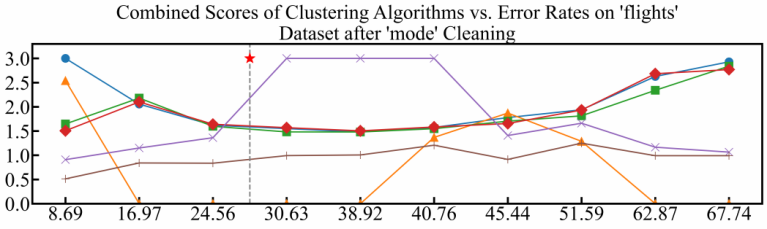 Combined Scores of Clustering Algorithms vs. Error Rates on 'flights'
Dataset after 'mode' Cleaning
3.0
2.5
2.0
1.5
1.0
0.5
0.0
8.69 16.97 24.56 30.63 38.92 40.76 45.44 51.59 62.87 67.74